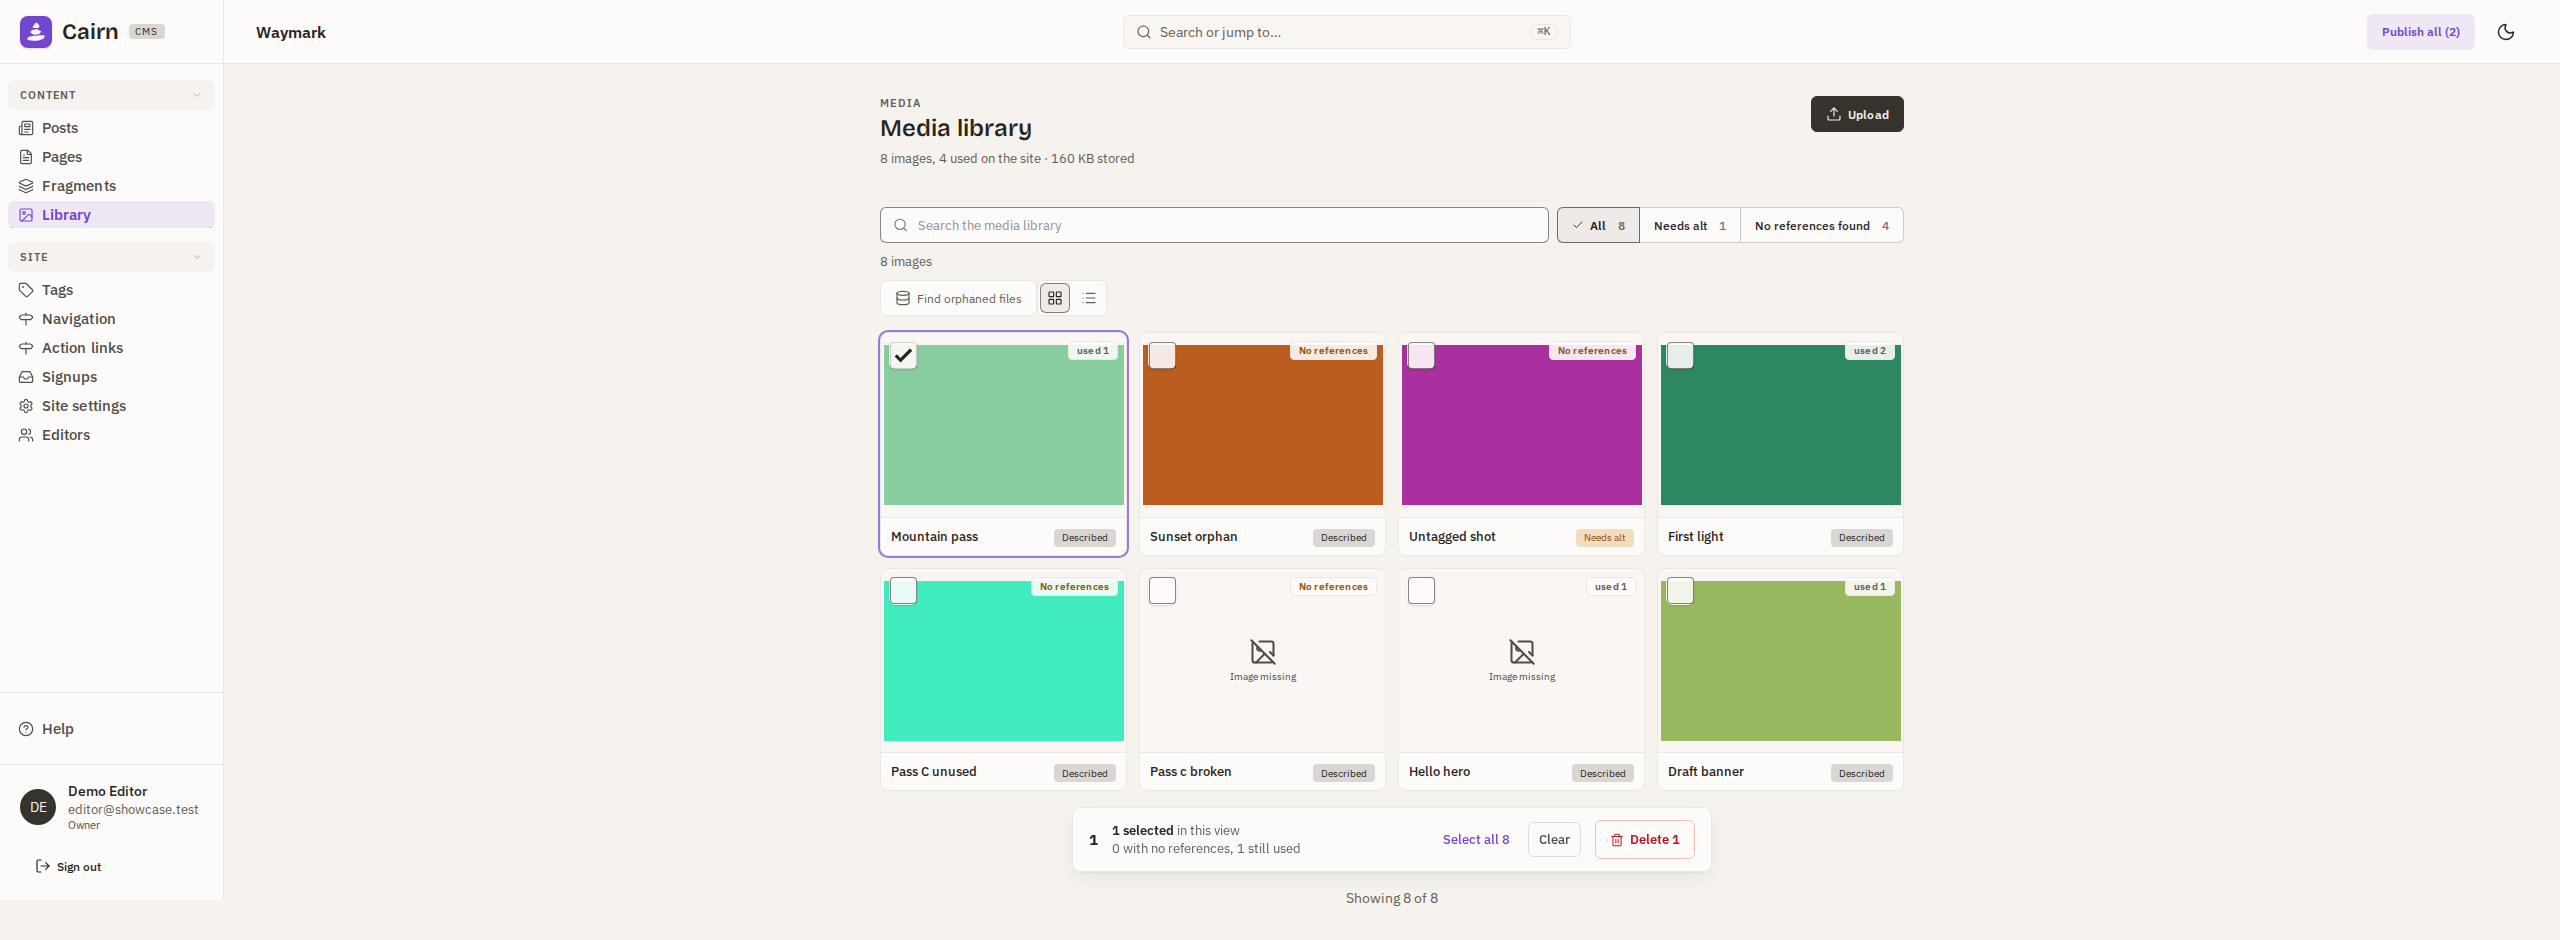 Cairn CMS
Waymark
Search or jump to... ⌘K
Publish all (2)
CONTENT
Posts
Pages
Fragments
Library
SITE
Tags
Navigation
Action links
Signups
Site settings
Editors
Help
DE
Demo Editor
editor@showcase.test
Owner
Sign out
MEDIA
Media library
8 images, 4 used on the site · 160 KB stored
Upload
Search the media library
All 8
Needs alt 1
No references found 4
8 images
Find orphaned files
used 1
Mountain pass Described
No references
Sunset orphan Described
No references
Untagged shot Needs alt
used 2
First light Described
No references
Pass C unused Described
No references
Image missing
Pass c broken Described
used 1
Image missing
Hello hero Described
used 1
Draft banner Described
1
1 selected in this view
0 with no references, 1 still used
Select all 8
Clear
Delete 1
Showing 8 of 8